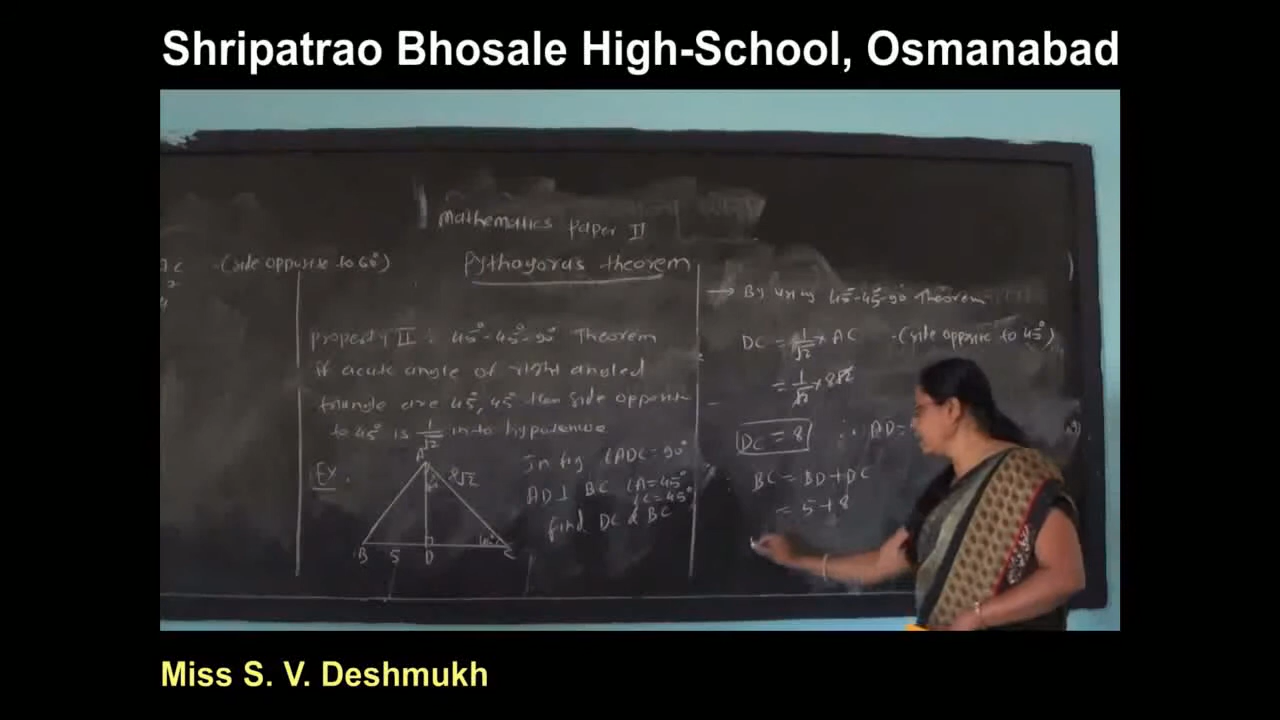 Shripatrao Bhosale High-School, Osmanabad
Mathematics Paper II
Pythagorus theorem
(side opposite to 60°)
property II : 45°-45°-90° Theorem
If acute angle of right angled
triangle are 45°, 45° then side opposite
to 45° is 1/√2 in to hypotenuse
Ex.
A
8√2
B 5 D C
In fig ∠ADC=90°
AD⊥ BC ∠A=45°
∠C=45°
find DC & BC
→ By using 45°-45°-90° Theorem
DC = 1/√2 × AC -(side opposite to 45°)
= 1/√2 × 8√2
DC = 8 ∴ AD=
BC = BD+DC
= 5+8
Miss S. V. Deshmukh